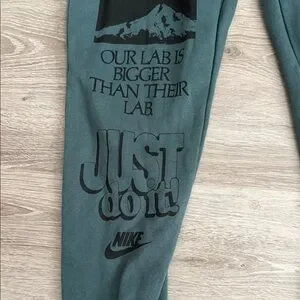 OUR LAB IS
BIGGER
THAN THEIR
LAB.
JUST
do it!
NIKE